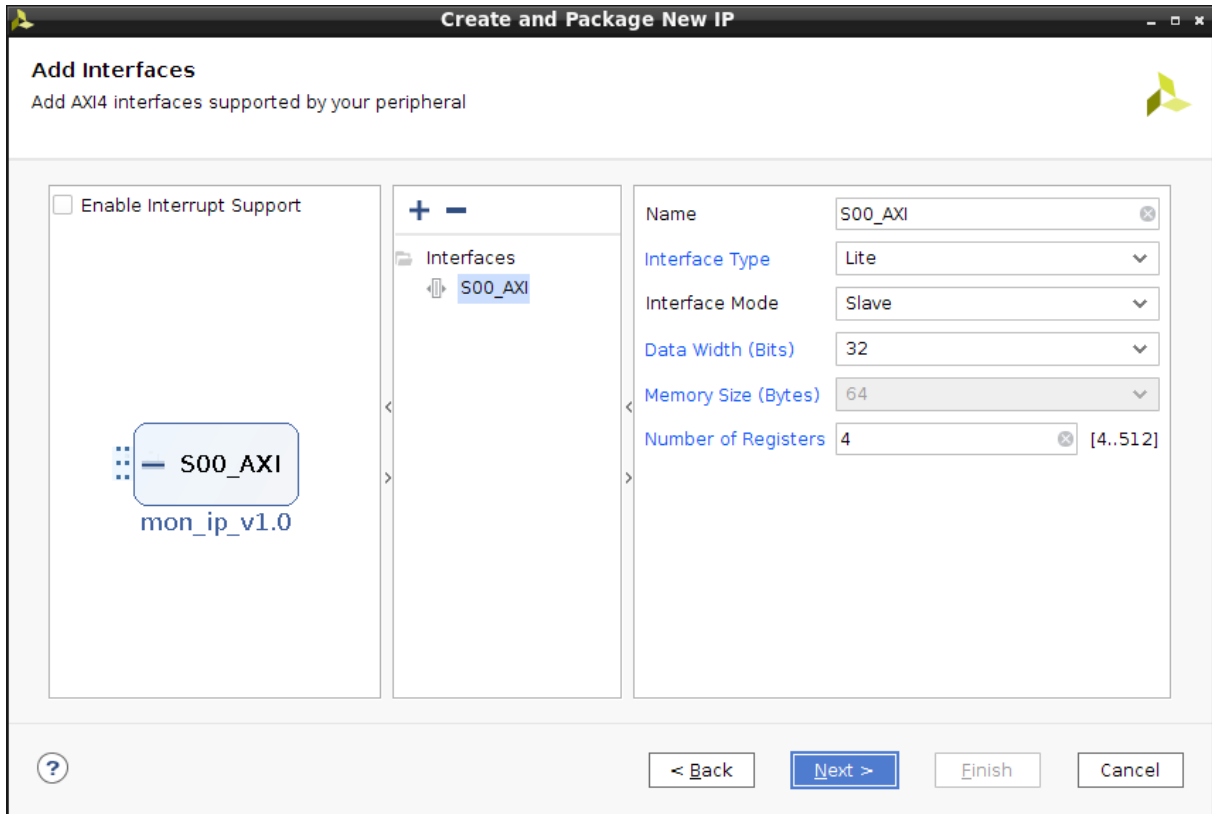 Create and Package New IP
Add Interfaces
Add AXI4 interfaces supported by your peripheral
Enable Interrupt Support
S00_AXI
mon_ip_v1.0
Interfaces
S00_AXI
Name S00_AXI
Interface Type Lite
Interface Mode Slave
Data Width (Bits) 32
Memory Size (Bytes) 64
Number of Registers 4 [4..512]
? < Back Next > Finish Cancel